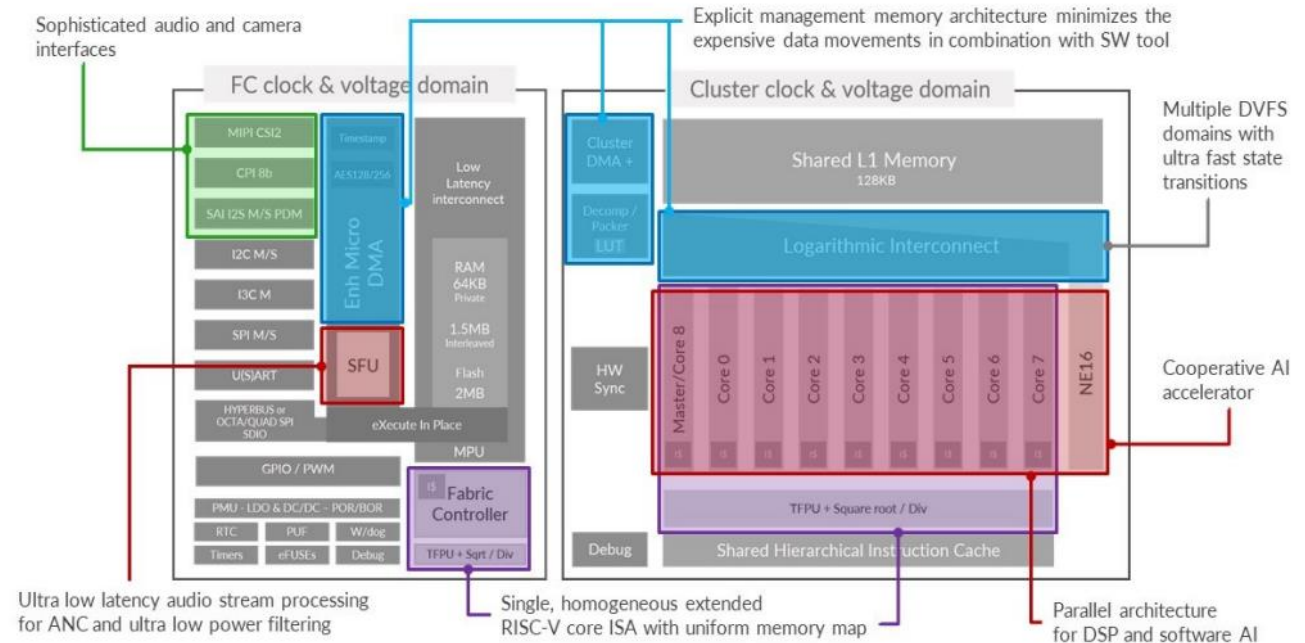 Sophisticated audio and camera
interfaces
Explicit management memory architecture minimizes the
expensive data movements in combination with SW tool
FC clock & voltage domain
Cluster clock & voltage domain
Multiple DVFS
domains with
ultra fast state
transitions
MIPI CSI2
CPI 8b
SAI I2S M/S PDM
I2C M/S
I3C M
SPI M/S
U(S)ART
HYPERBUS or
OCTA/QUAD SPI
SDIO
Timestamp
AES128/256
Enh Micro
DMA
SFU
Low
Latency
interconnect
RAM
64KB
Private
1.5MB
Interleaved
Flash
2MB
eXecute In Place
MPU
GPIO / PWM
PMU - LDO & DC/DC - POR/BOR
RTC
PUF
W/dog
Timers
eFUSEs
Debug
I$
Fabric
Controller
TFPU + Sqrt / Div
Cluster
DMA +
Decomp /
Packer
LUT
Shared L1 Memory
128KB
Logarithmic Interconnect
HW
Sync
Master/Core 8
Core 0
Core 1
Core 2
Core 3
Core 4
Core 5
Core 6
Core 7
NE16
I$
I$
I$
I$
I$
I$
I$
I$
I$
TFPU + Square root / Div
Debug
Shared Hierarchical Instruction Cache
Cooperative AI
accelerator
Ultra low latency audio stream processing
for ANC and ultra low power filtering
Single, homogeneous extended
RISC-V core ISA with uniform memory map
Parallel architecture
for DSP and software AI